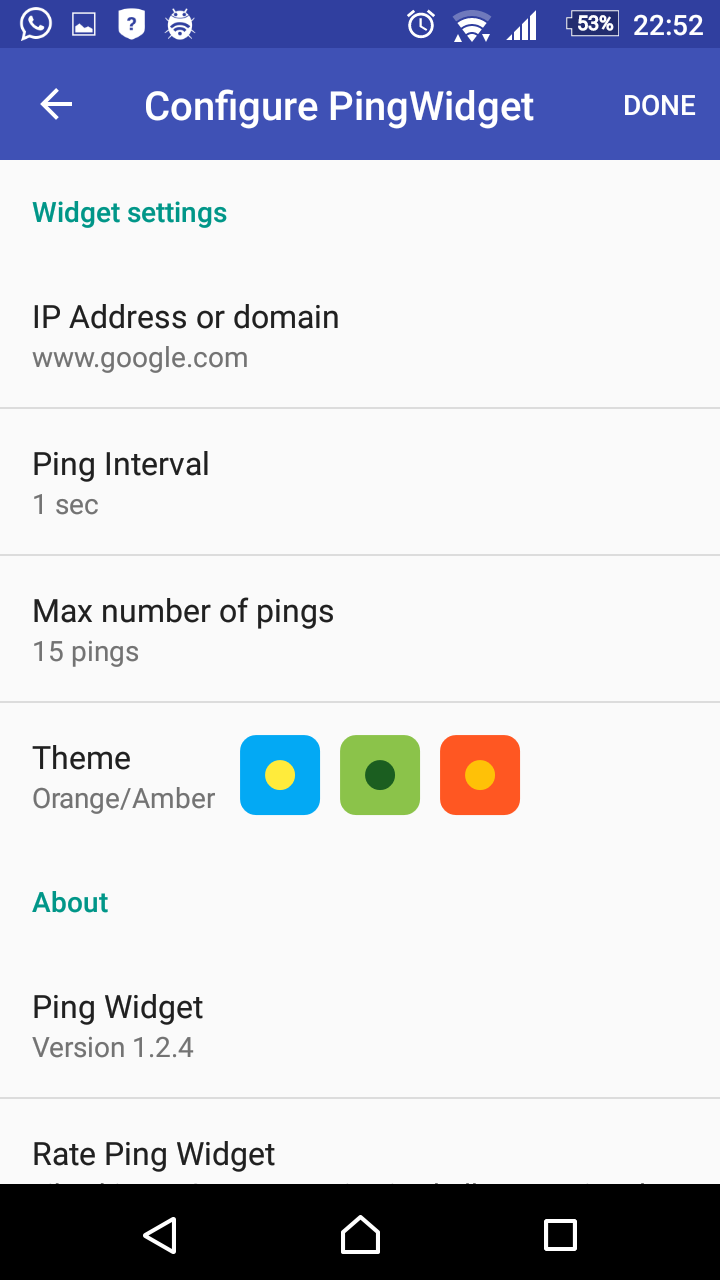 53% 22:52
Configure PingWidget DONE
Widget settings
IP Address or domain
www.google.com
Ping Interval
1 sec
Max number of pings
15 pings
Theme
Orange/Amber
About
Ping Widget
Version 1.2.4
Rate Ping Widget